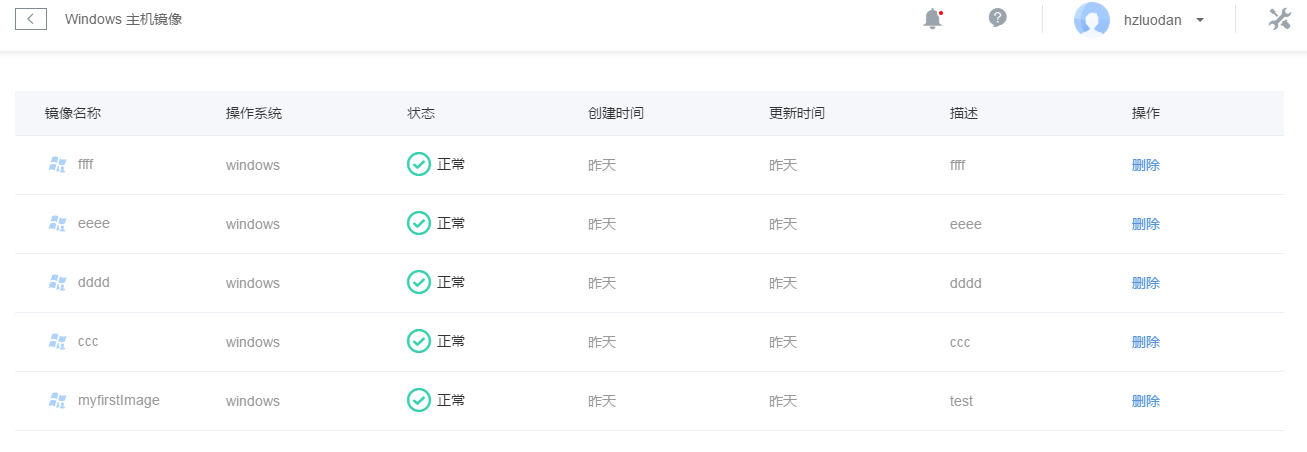 Windows 主机镜像
hzluodan
镜像名称 操作系统 状态 创建时间 更新时间 描述 操作
ffff windows 正常 昨天 昨天 ffff 删除
eeee windows 正常 昨天 昨天 eeee 删除
dddd windows 正常 昨天 昨天 dddd 删除
ccc windows 正常 昨天 昨天 ccc 删除
myfirstImage windows 正常 昨天 昨天 test 删除